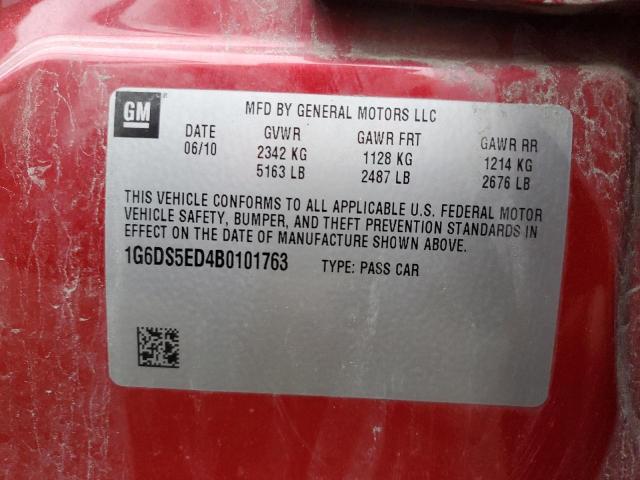 GM
MFD BY GENERAL MOTORS LLC
DATE GVWR GAWR FRT GAWR RR
06/10 2342 KG 1128 KG 1214 KG
5163 LB 2487 LB 2676 LB
THIS VEHICLE CONFORMS TO ALL APPLICABLE U.S. FEDERAL MOTOR
VEHICLE SAFETY, BUMPER, AND THEFT PREVENTION STANDARDS IN
EFFECT ON THE DATE OF MANUFACTURE SHOWN ABOVE.
1G6DS5ED4B0101763 TYPE: PASS CAR